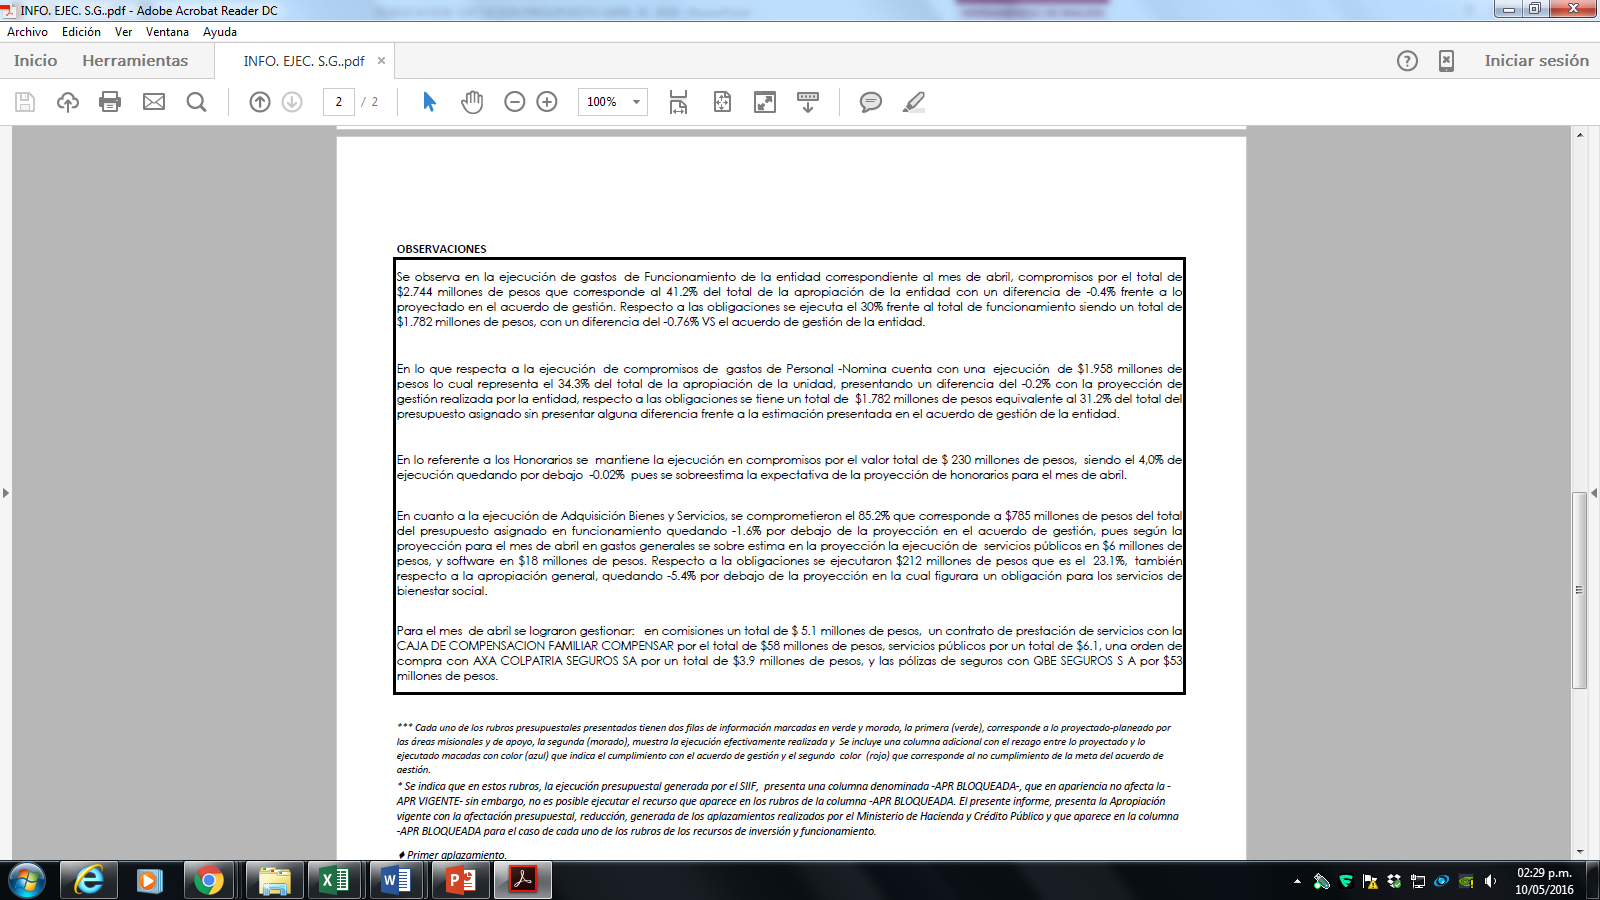 INFO. EJEC. S.G..pdf - Adobe Acrobat Reader DC
Archivo Edición Ver Ventana Ayuda
Inicio Herramientas INFO. EJEC. S.G..pdf × Iniciar sesión
2 / 2 100%
OBSERVACIONES
Se observa en la ejecución de gastos de Funcionamiento de la entidad correspondiente al mes de abril, compromisos por el total de
$2.744 millones de pesos que corresponde al 41.2% del total de la apropiación de la entidad con un diferencia de -0.4% frente a lo
proyectado en el acuerdo de gestión. Respecto a las obligaciones se ejecuta el 30% frente al total de funcionamiento siendo un total de
$1.782 millones de pesos, con un diferencia del -0.76% VS el acuerdo de gestión de la entidad.
En lo que respecta a la ejecución de compromisos de gastos de Personal -Nomina cuenta con una ejecución de $1.958 millones de
pesos lo cual representa el 34.3% del total de la apropiación de la unidad, presentando un diferencia del -0.2% con la proyección de
gestión realizada por la entidad, respecto a las obligaciones se tiene un total de $1.782 millones de pesos equivalente al 31.2% del total del
presupuesto asignado sin presentar alguna diferencia frente a la estimación presentada en el acuerdo de gestión de la entidad.
En lo referente a los Honorarios se mantiene la ejecución en compromisos por el valor total de $ 230 millones de pesos, siendo el 4,0% de
ejecución quedando por debajo -0.02% pues se sobreestima la expectativa de la proyección de honorarios para el mes de abril.
En cuanto a la ejecución de Adquisición Bienes y Servicios, se comprometieron el 85.2% que corresponde a $785 millones de pesos del total
del presupuesto asignado en funcionamiento quedando -1.6% por debajo de la proyección en el acuerdo de gestión, pues según la
proyección para el mes de abril en gastos generales se sobre estima en la proyección la ejecución de servicios públicos en $6 millones de
pesos, y software en $18 millones de pesos. Respecto a la obligaciones se ejecutaron $212 millones de pesos que es el 23.1%, también
respecto a la apropiación general, quedando -5.4% por debajo de la proyección en la cual figurara un obligación para los servicios de
bienestar social.
Para el mes de abril se lograron gestionar: en comisiones un total de $ 5.1 millones de pesos, un contrato de prestación de servicios con la
CAJA DE COMPENSACION FAMILIAR COMPENSAR por el total de $58 millones de pesos, servicios públicos por un total de $6.1, una orden de
compra con AXA COLPATRIA SEGUROS SA por un total de $3.9 millones de pesos, y las pólizas de seguros con QBE SEGUROS S A por $53
millones de pesos.
*** Cada uno de los rubros presupuestales presentados tienen dos filas de información marcadas en verde y morado, la primera (verde), corresponde a lo proyectado-planeado por
las áreas misionales y de apoyo, la segunda (morado), muestra la ejecución efectivamente realizada y Se incluye una columna adicional con el rezago entre lo proyectado y lo
ejecutado macadas con color (azul) que indica el cumplimiento con el acuerdo de gestión y el segundo color (rojo) que corresponde al no cumplimiento de la meta del acuerdo de
gestión.
* Se indica que en estos rubros, la ejecución presupuestal generada por el SIIF, presenta una columna denominada -APR BLOQUEADA-, que en apariencia no afecta la -
APR VIGENTE- sin embargo, no es posible ejecutar el recurso que aparece en los rubros de la columna -APR BLOQUEADA. El presente informe, presenta la Apropiación
vigente con la afectación presupuestal, reducción, generada de los aplazamientos realizados por el Ministerio de Hacienda y Crédito Público y que aparece en la columna
-APR BLOQUEADA para el caso de cada uno de los rubros de los recursos de inversión y funcionamiento.
♦ Primer aplazamiento.
02:29 p.m.
10/05/2016